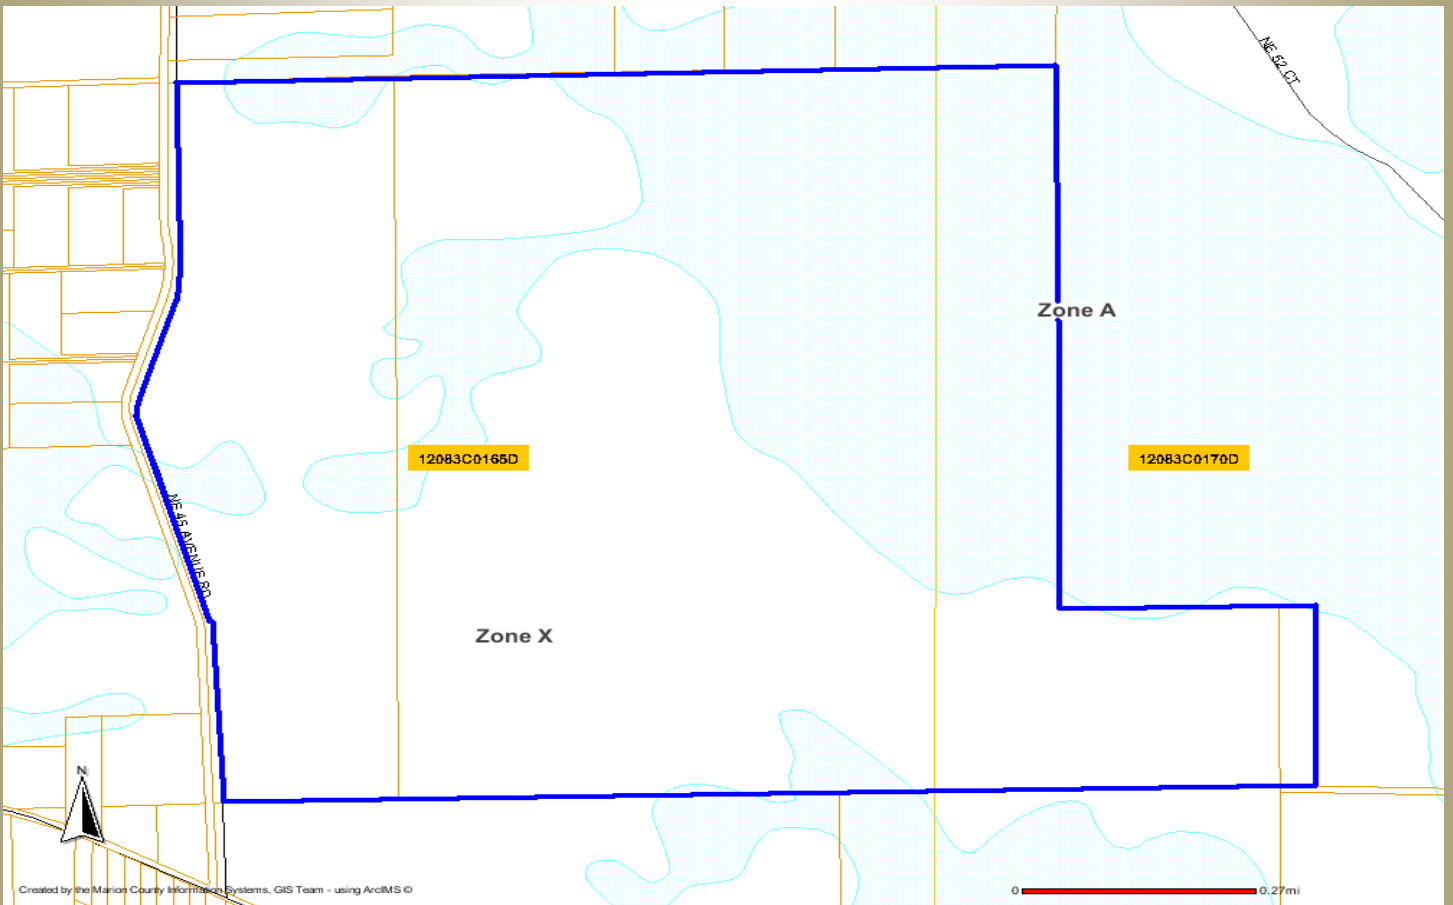 NE 52 CT
Zone A
12083C0165D
12083C0170D
NE 45 AVENUE RD
Zone X
N
Created by the Marion County Information Systems, GIS Team - using ArcIMS ©
0
0.27mi